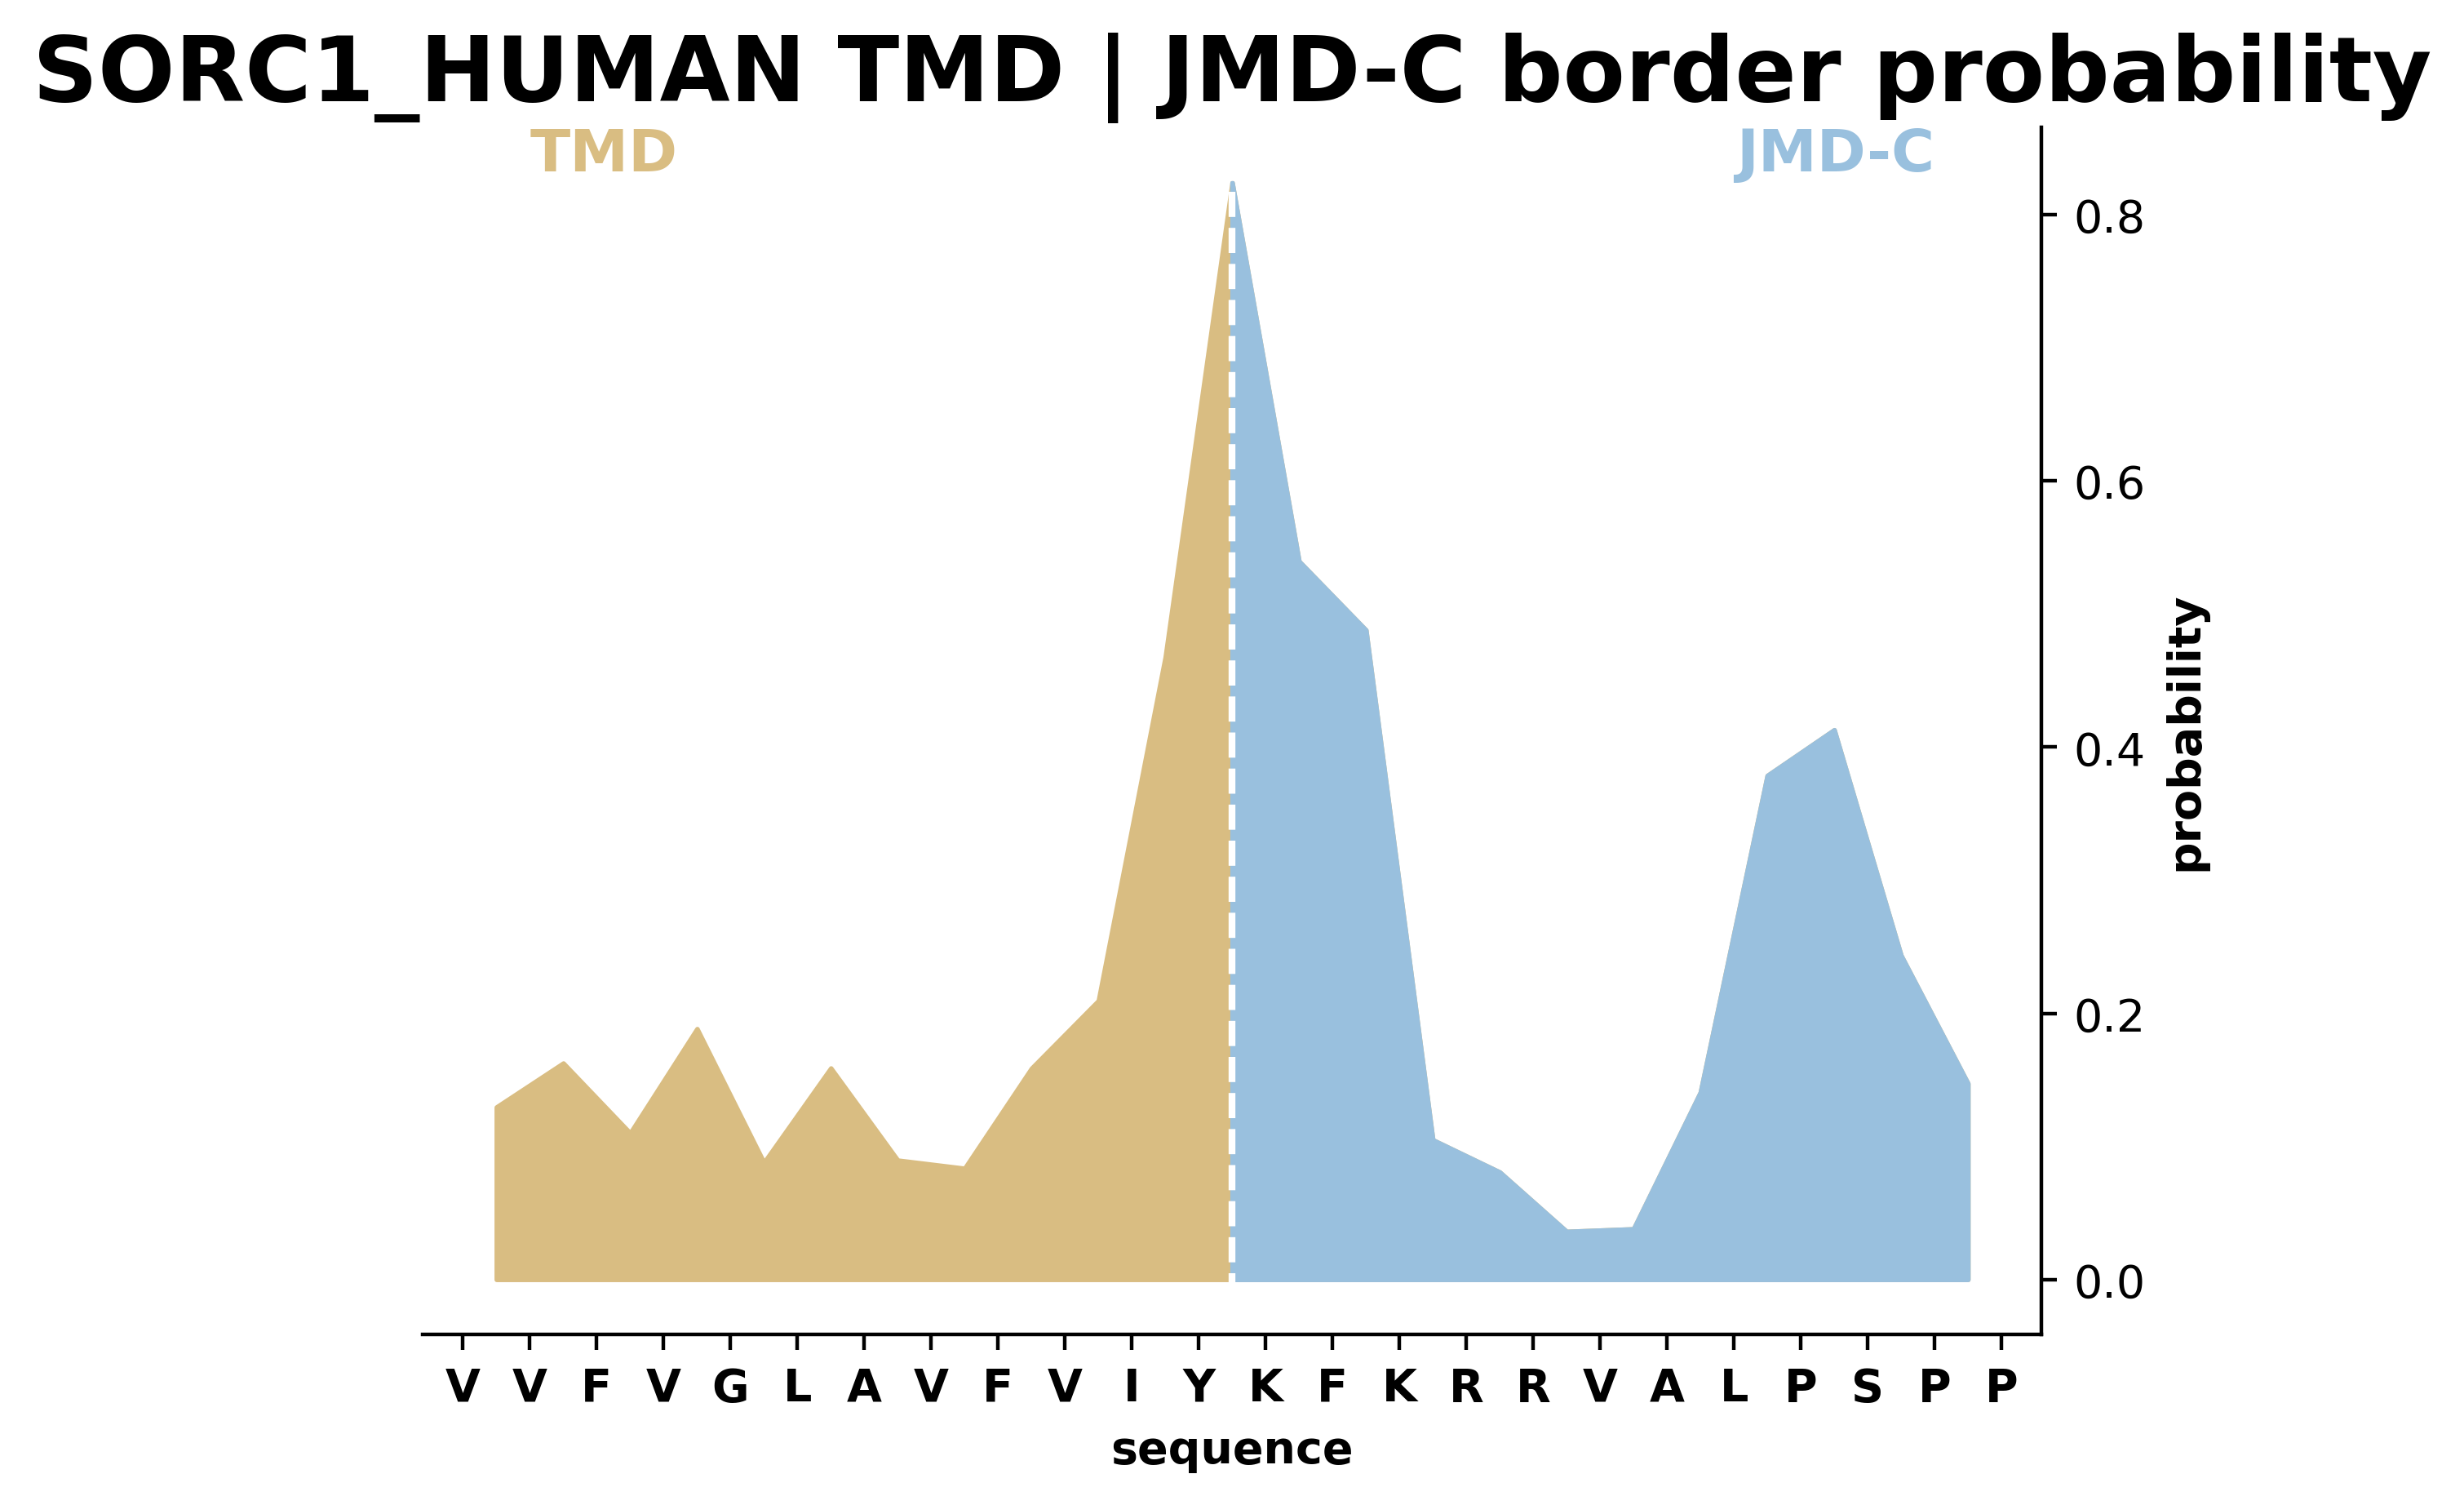 SORC1_HUMAN TMD | JMD-C border probability
TMD JMD-C
0.8
0.6
0.4
0.2
0.0
probability
V V F V G L A V F V I Y K F K R R V A L P S P P
sequence